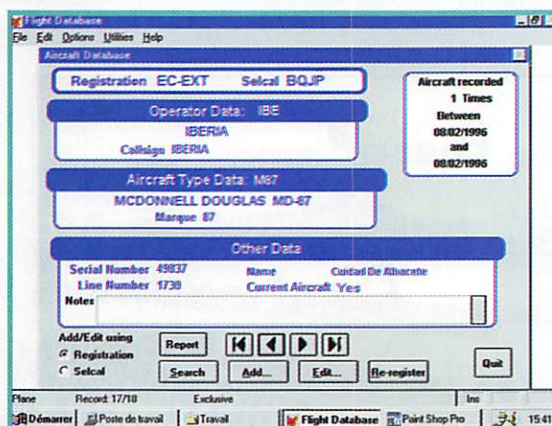 Flight Database
File Edit Options Utilities Help
Aircraft Database
Registration EC-EXT Selcal BQJP
Aircraft recorded
1 Times
Between
08/02/1996
and
08/02/1996
Operator Data: IBE
IBERIA
Callsign IBERIA
Aircraft Type Data: M87
MCDONNELL DOUGLAS MD-87
Marque 87
Other Data
Serial Number 49837 Name Cuidad De Albacete
Line Number 1730 Current Aircraft Yes
Notes
Add/Edit using
Registration
Selcal
Report
Search Add... Edit... Re-register
Quit
Plane Record: 17/18 Exclusive Ins
Démarrer Poste de travail Travail Flight Database Paint Shop Pro 15:41